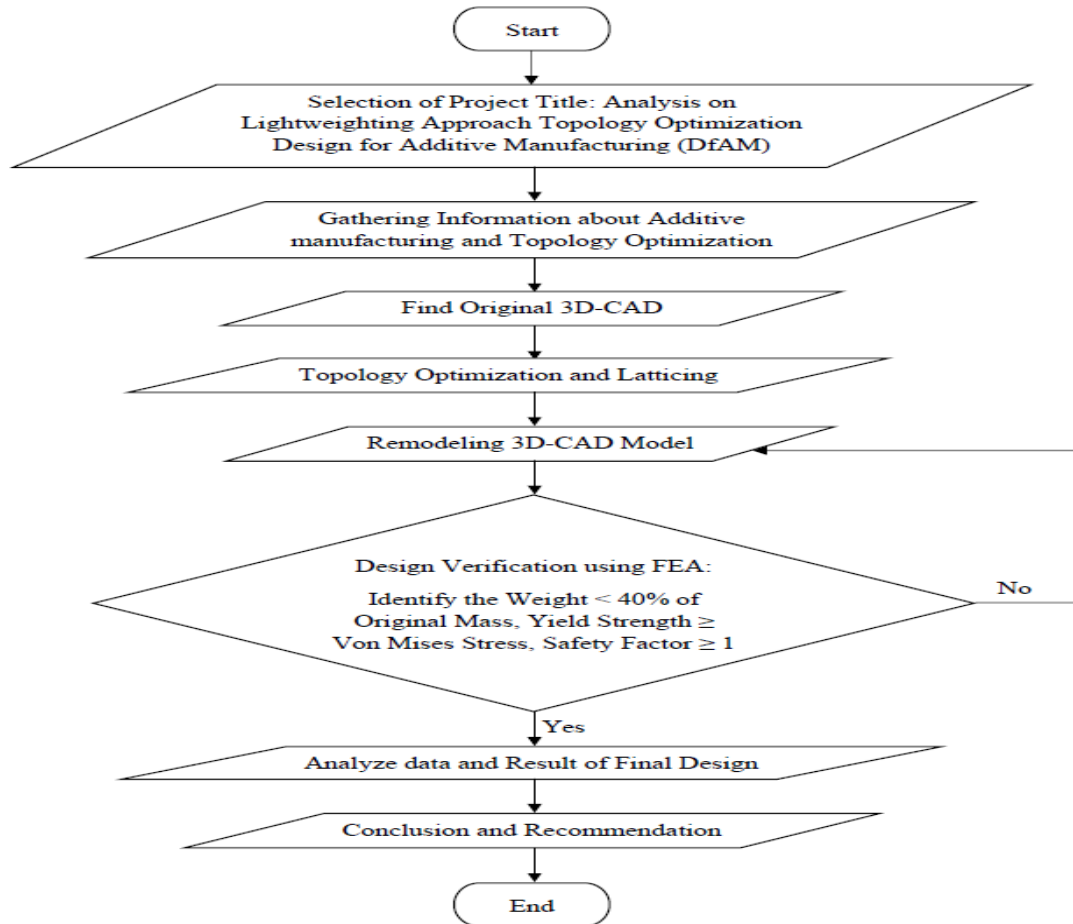 Start
Selection of Project Title: Analysis on
Lightweighting Approach Topology Optimization
Design for Additive Manufacturing (DfAM)
Gathering Information about Additive
manufacturing and Topology Optimization
Find Original 3D-CAD
Topology Optimization and Latticing
Remodeling 3D-CAD Model
Design Verification using FEA:
Identify the Weight < 40% of
Original Mass, Yield Strength ≥
Von Mises Stress, Safety Factor ≥ 1
No
Yes
Analyze data and Result of Final Design
Conclusion and Recommendation
End